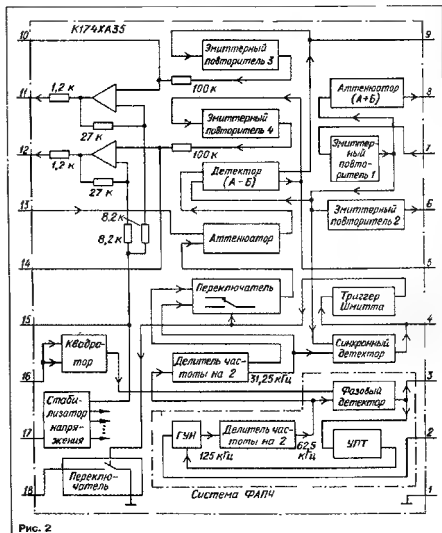 К174ХА35
10
9
Эмиттерный
повторитель 3
1,2 к
100 к
11
Аттенюатор
(А+Б)
8
27 к
Эмиттерный
повторитель 4
12
1,2 к
100 к
7
27 к
Детектор
(А-Б)
Эмиттер-
ный повто-
ритель 1
13
8,2 к
Эмиттерный
повторитель 2
6
8,2 к
Аттенюатор
14
5
Переключатель
Триггер
Шмитта
15
4
Квадра-
тор
Делитель час-
тоты на 2
31,25 кГц
Синхронный
детектор
16
Фазовый
детектор
3
Стаби-
лизатор
напря-
жения
17
ГУН
Делитель час-
тоты на 2
УПТ
2
125 кГц
62,5
кГц
18
Переклю-
чатель
Система ФАПЧ
1
Рис. 2